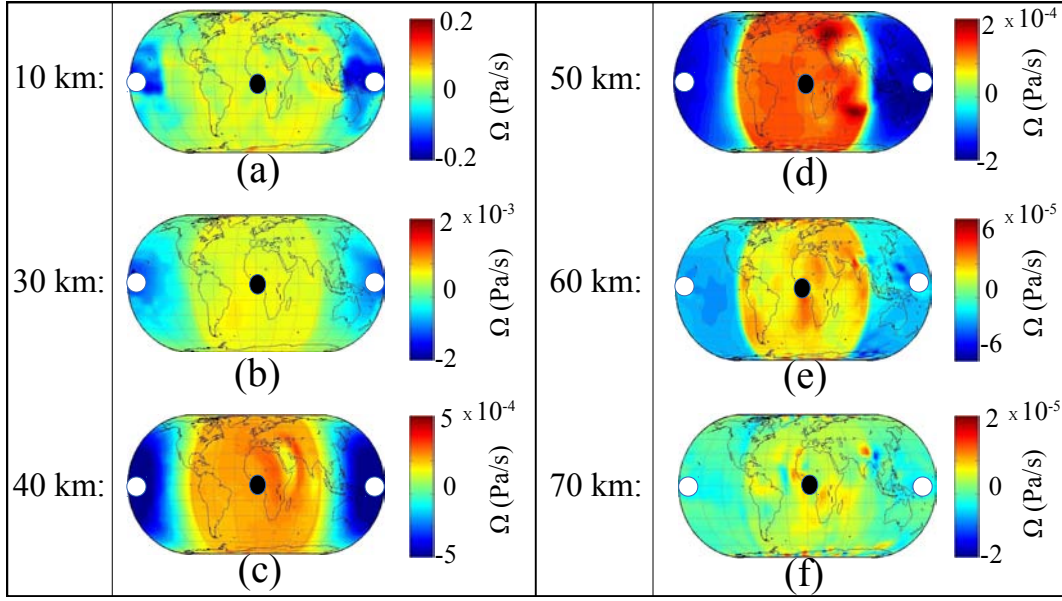 10 km:
0.2
0
-0.2
Ω (Pa/s)
(a)
50 km:
2 x 10-4
0
-2
Ω (Pa/s)
(d)
30 km:
2 x 10-3
0
-2
Ω (Pa/s)
(b)
60 km:
6 x 10-5
0
-6
Ω (Pa/s)
(e)
40 km:
5 x 10-4
0
-5
Ω (Pa/s)
(c)
70 km:
2 x 10-5
0
-2
Ω (Pa/s)
(f)